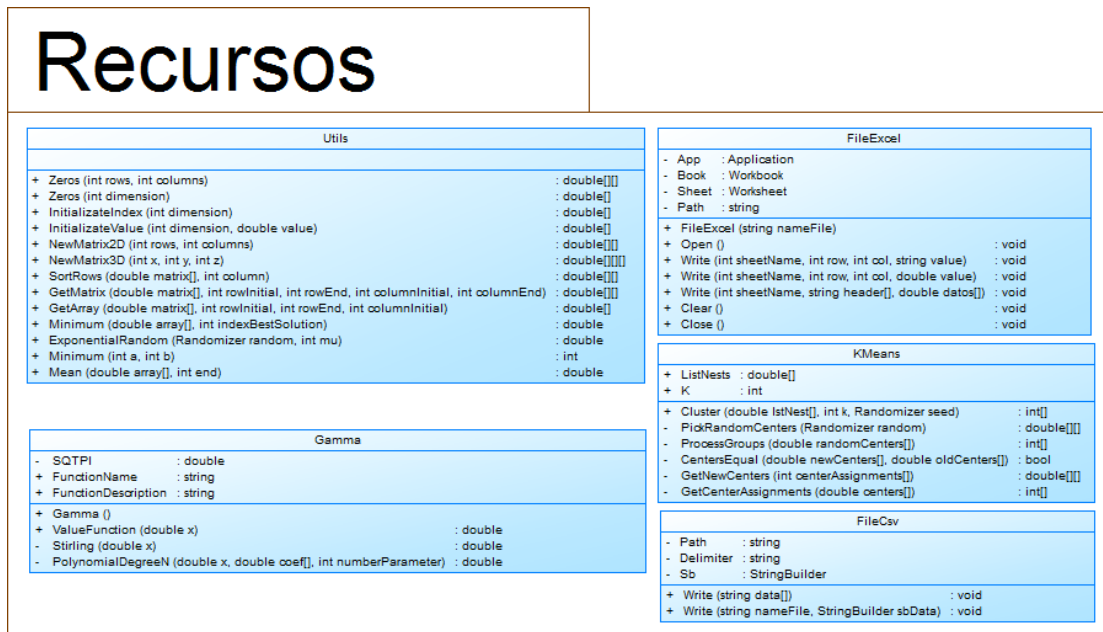 Recursos
Utils
+ Zeros (int rows, int columns) : double[][]
+ Zeros (int dimension) : double[]
+ InitializateIndex (int dimension) : double[]
+ InitializateValue (int dimension, double value) : double[]
+ NewMatrix2D (int rows, int columns) : double[][]
+ NewMatrix3D (int x, int y, int z) : double[][][]
+ SortRows (double matrix[], int column) : double[][]
+ GetMatrix (double matrix[], int rowInitial, int rowEnd, int columnInitial, int columnEnd) : double[][]
+ GetArray (double matrix[], int rowInitial, int rowEnd, int columnInitial) : double[]
+ Minimum (double array[], int indexBestSolution) : double
+ ExponentialRandom (Randomizer random, int mu) : double
+ Minimum (int a, int b) : int
+ Mean (double array[], int end) : double
Gamma
- SQTPI : double
+ FunctionName : string
+ FunctionDescription : string
+ Gamma ()
+ ValueFunction (double x) : double
- Stirling (double x) : double
- PolynomialDegreeN (double x, double coef[], int numberParameter) : double
FileExcel
- App : Application
- Book : Workbook
- Sheet : Worksheet
- Path : string
+ FileExcel (string nameFile)
+ Open () : void
+ Write (int sheetName, int row, int col, string value) : void
+ Write (int sheetName, int row, int col, double value) : void
+ Write (int sheetName, string header[], double datos[]) : void
+ Clear () : void
+ Close () : void
KMeans
+ ListNests : double[]
+ K : int
+ Cluster (double lstNest[], int k, Randomizer seed) : int[]
- PickRandomCenters (Randomizer random) : double[][]
- ProcessGroups (double randomCenters[]) : int[]
- CentersEqual (double newCenters[], double oldCenters[]) : bool
- GetNewCenters (int centerAssignments[]) : double[][]
- GetCenterAssignments (double centers[]) : int[]
FileCsv
- Path : string
- Delimiter : string
- Sb : StringBuilder
+ Write (string data[]) : void
+ Write (string nameFile, StringBuilder sbData) : void